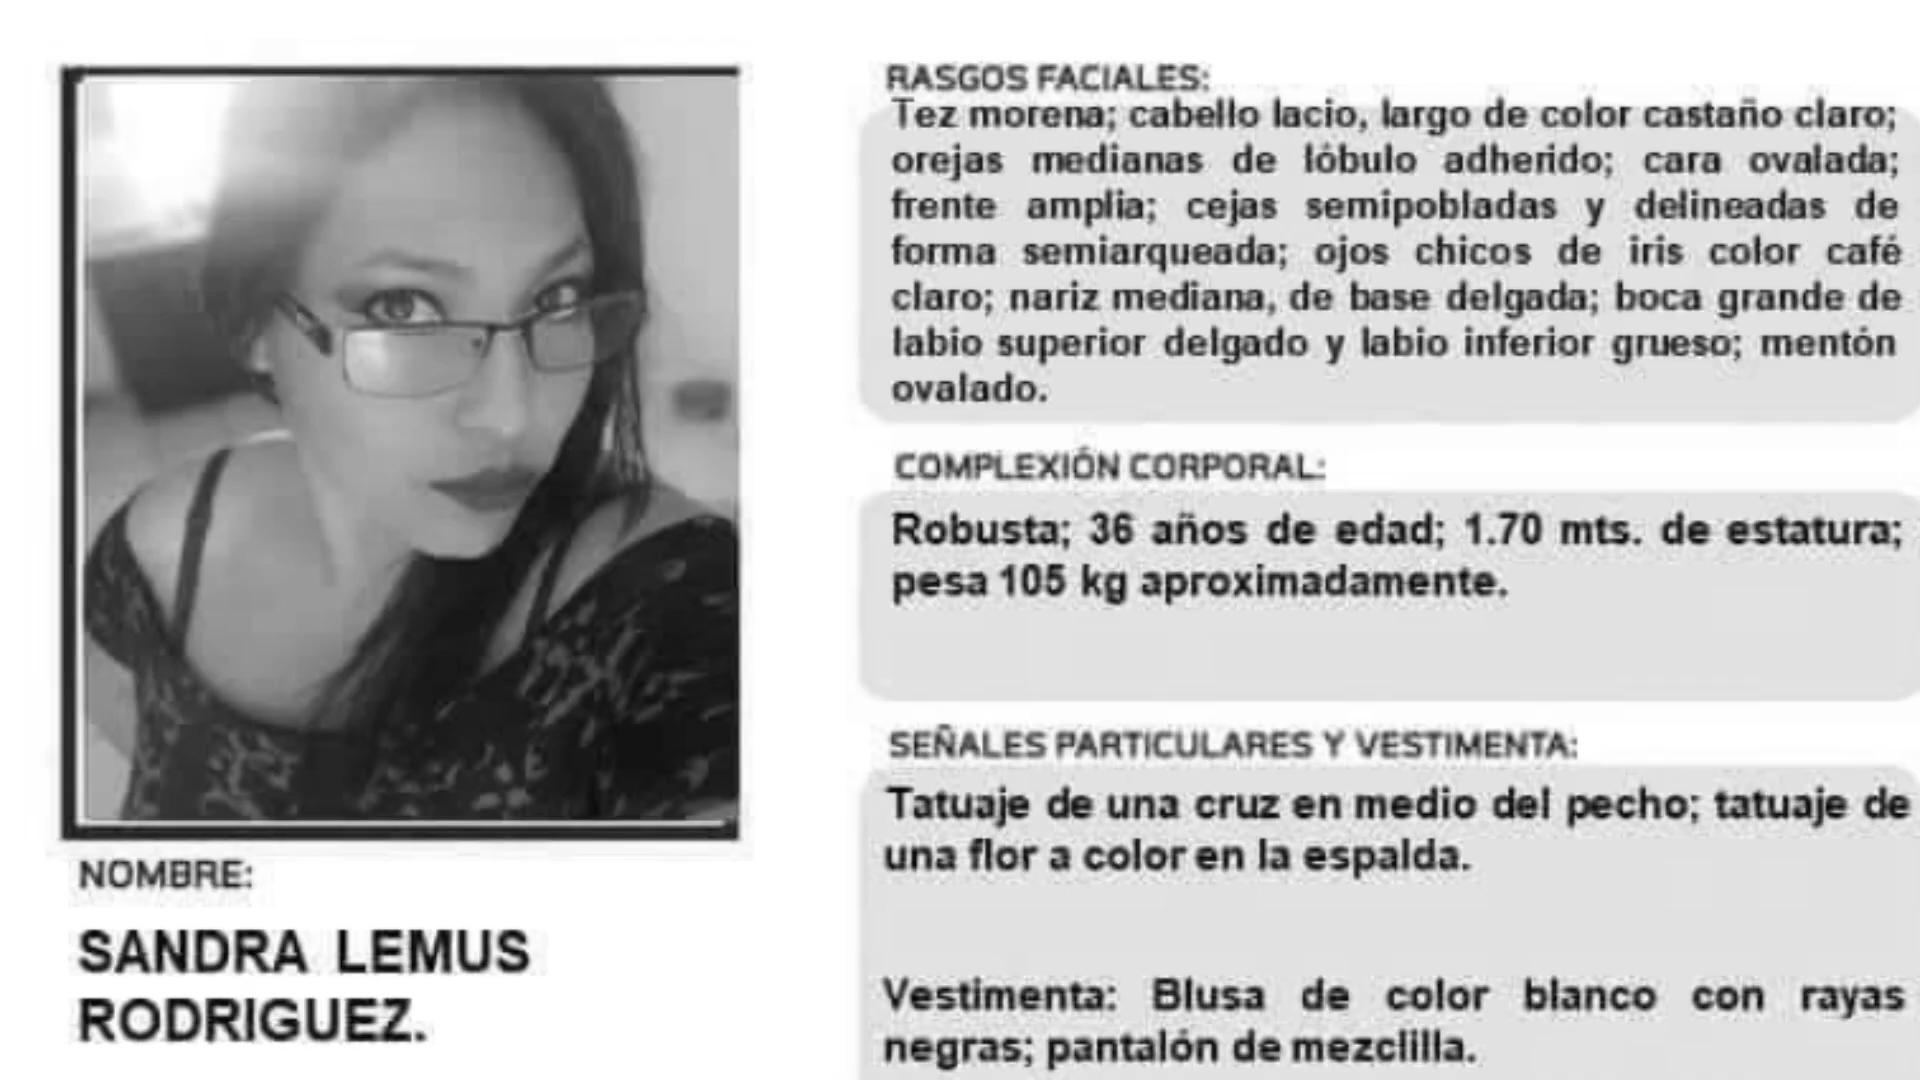 RASGOS FACIALES:
Tez morena; cabello lacio, largo de color castaño claro;
orejas medianas de lóbulo adherido; cara ovalada;
frente amplia; cejas semipobladas y delineadas de
forma semiarqueada; ojos chicos de iris color café
claro; nariz mediana, de base delgada; boca grande de
labio superior delgado y labio inferior grueso; mentón
ovalado.
COMPLEXIÓN CORPORAL:
Robusta; 36 años de edad; 1.70 mts. de estatura;
pesa 105 kg aproximadamente.
SEÑALES PARTICULARES Y VESTIMENTA:
Tatuaje de una cruz en medio del pecho; tatuaje de
una flor a color en la espalda.
Vestimenta: Blusa de color blanco con rayas
negras; pantalón de mezclilla.
NOMBRE:
SANDRA LEMUS
RODRIGUEZ.